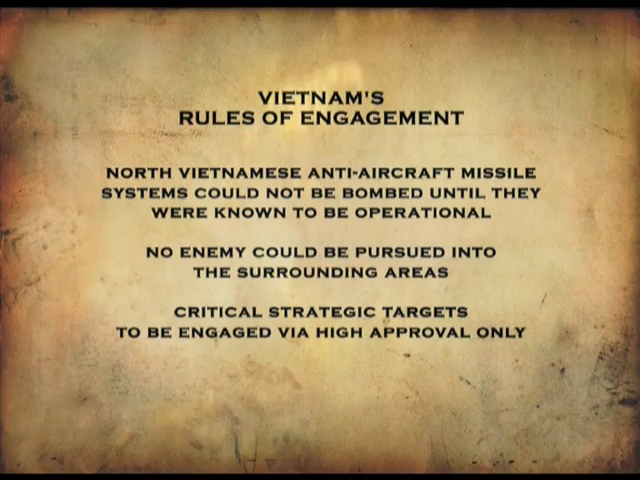 VIETNAM'S
RULES OF ENGAGEMENT
NORTH VIETNAMESE ANTI-AIRCRAFT MISSILE
SYSTEMS COULD NOT BE BOMBED UNTIL THEY
WERE KNOWN TO BE OPERATIONAL
NO ENEMY COULD BE PURSUED INTO
THE SURROUNDING AREAS
CRITICAL STRATEGIC TARGETS
TO BE ENGAGED VIA HIGH APPROVAL ONLY